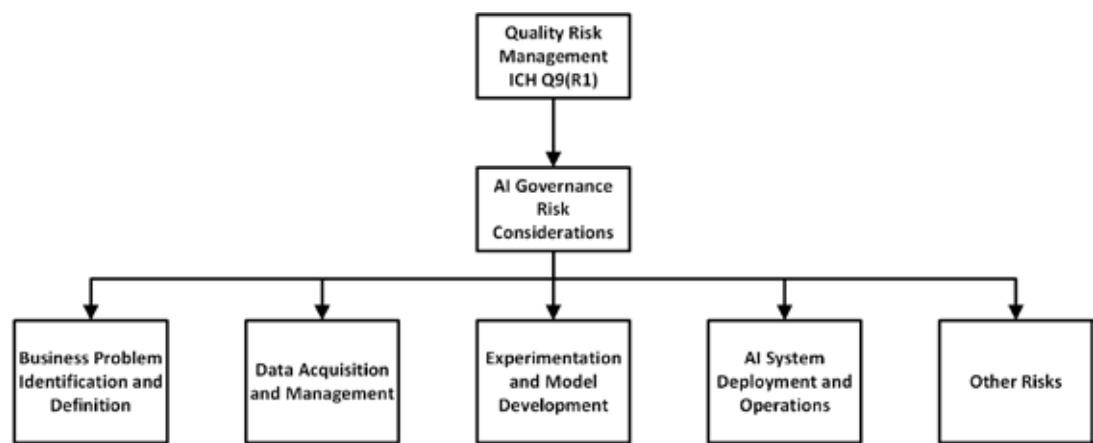 Quality Risk
Management
ICH Q9(R1)
AI Governance
Risk
Considerations
Business Problem
Identification and
Definition
Data Acquisition
and Management
Experimentation
and Model
Development
AI System
Deployment and
Operations
Other Risks